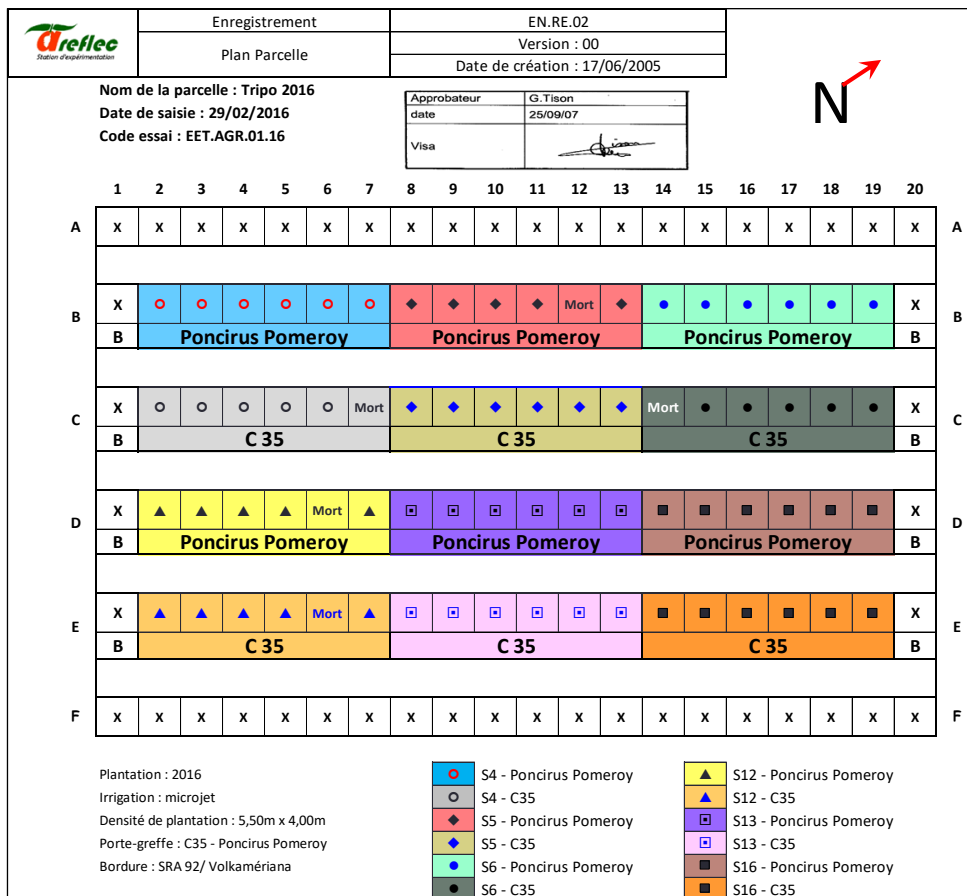 Areflec
Station d'expérimentation
Enregistrement
EN.RE.02
Plan Parcelle
Version : 00
Date de création : 17/06/2005
Nom de la parcelle : Tripo 2016
Date de saisie : 29/02/2016
Code essai : EET.AGR.01.16
Approbateur G.Tison
date 25/09/07
Visa
N
1 2 3 4 5 6 7 8 9 10 11 12 13 14 15 16 17 18 19 20
A X X X X X X X X X X X X X X X X X X X X A
B X Mort X B
B Poncirus Pomeroy Poncirus Pomeroy Poncirus Pomeroy B
C X Mort Mort X C
B C 35 C 35 C 35 B
D X Mort X D
B Poncirus Pomeroy Poncirus Pomeroy Poncirus Pomeroy B
E X Mort X E
B C 35 C 35 C 35 B
F X X X X X X X X X X X X X X X X X X X X F
Plantation : 2016
Irrigation : microjet
Densité de plantation : 5,50m x 4,00m
Porte-greffe : C35 - Poncirus Pomeroy
Bordure : SRA 92/ Volkamériana
S4 - Poncirus Pomeroy
S4 - C35
S5 - Poncirus Pomeroy
S5 - C35
S6 - Poncirus Pomeroy
S6 - C35
S12 - Poncirus Pomeroy
S12 - C35
S13 - Poncirus Pomeroy
S13 - C35
S16 - Poncirus Pomeroy
S16 - C35